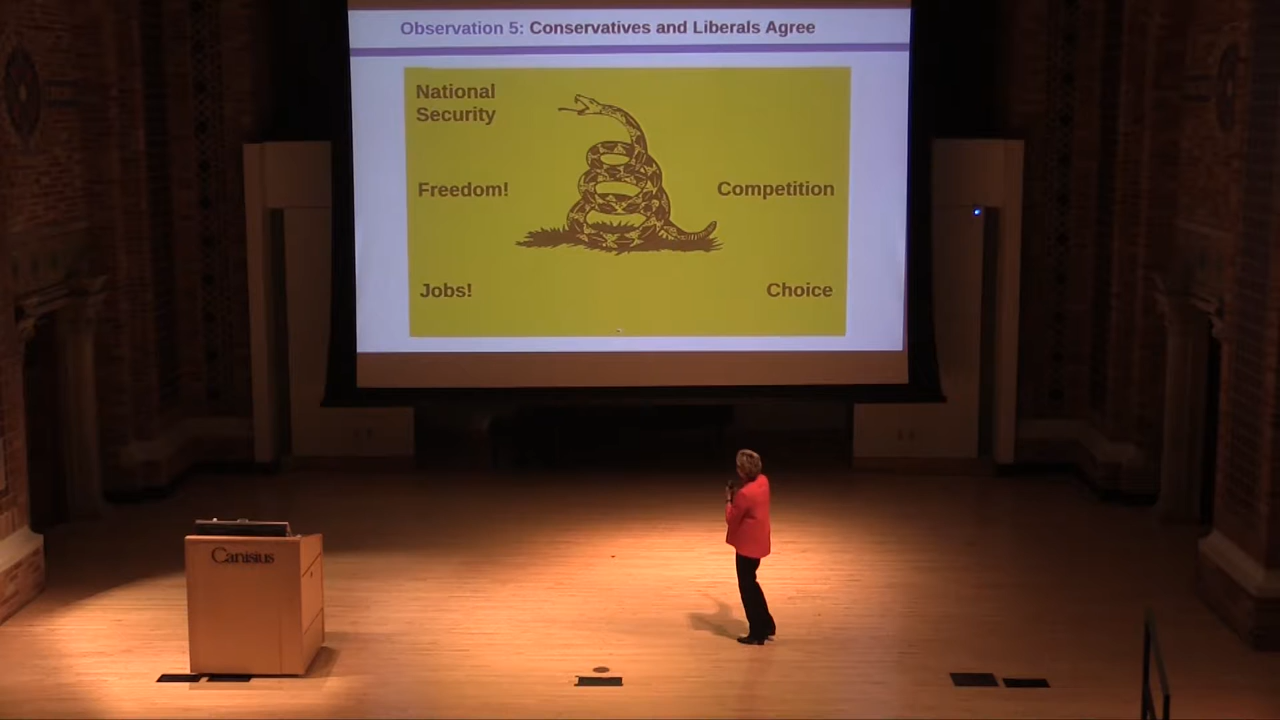 Observation 5: Conservatives and Liberals Agree
National
Security
Freedom!
Competition
Jobs!
Choice
Canisius